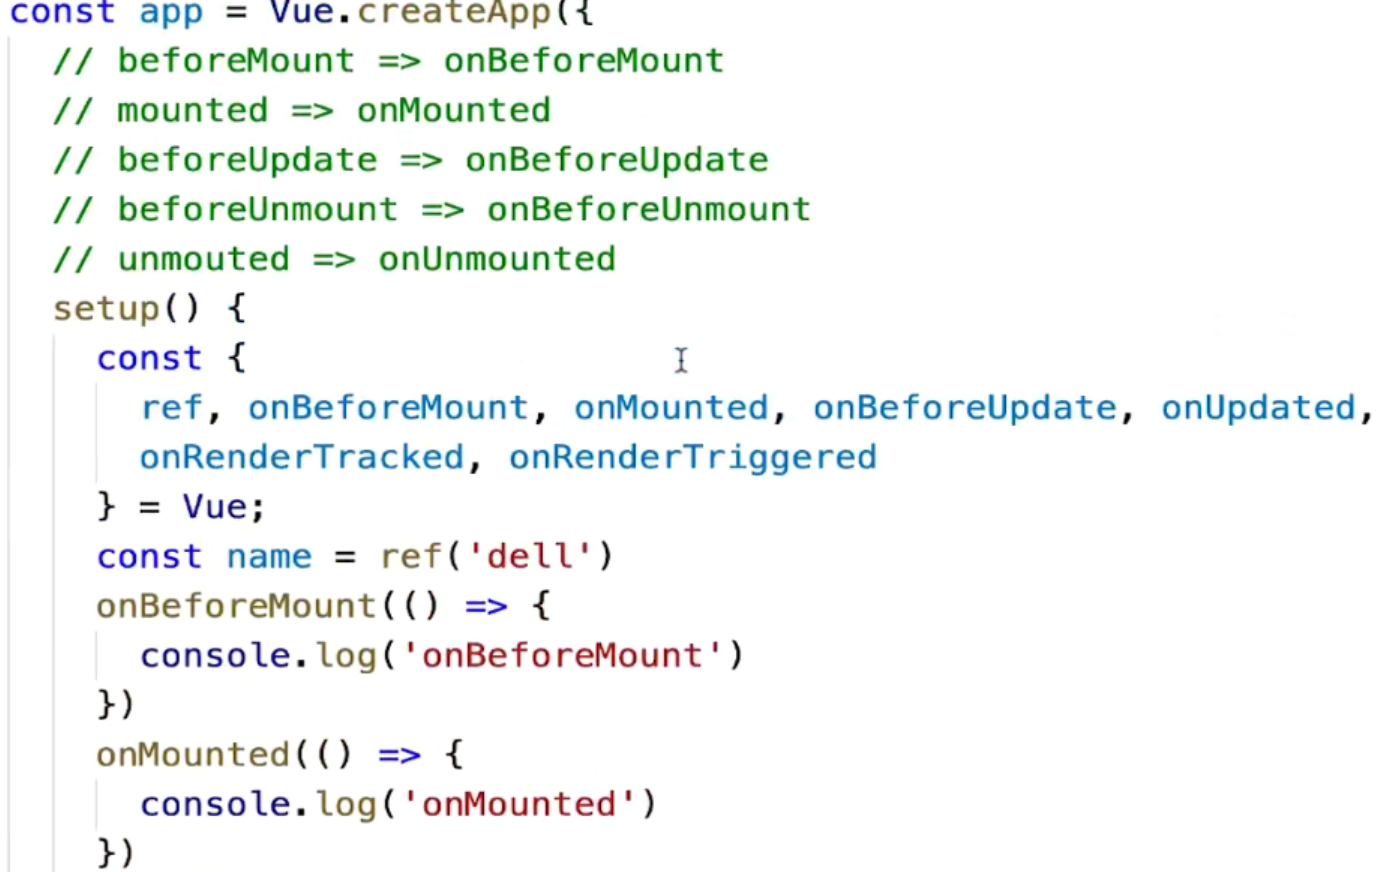 const app = Vue.createApp({
// beforeMount => onBeforeMount
// mounted => onMounted
// beforeUpdate => onBeforeUpdate
// beforeUnmount => onBeforeUnmount
// unmouted => onUnmounted
setup() {
const {
ref, onBeforeMount, onMounted, onBeforeUpdate, onUpdated,
onRenderTracked, onRenderTriggered
} = Vue;
const name = ref('dell')
onBeforeMount(() => {
console.log('onBeforeMount')
})
onMounted(() => {
console.log('onMounted')
})